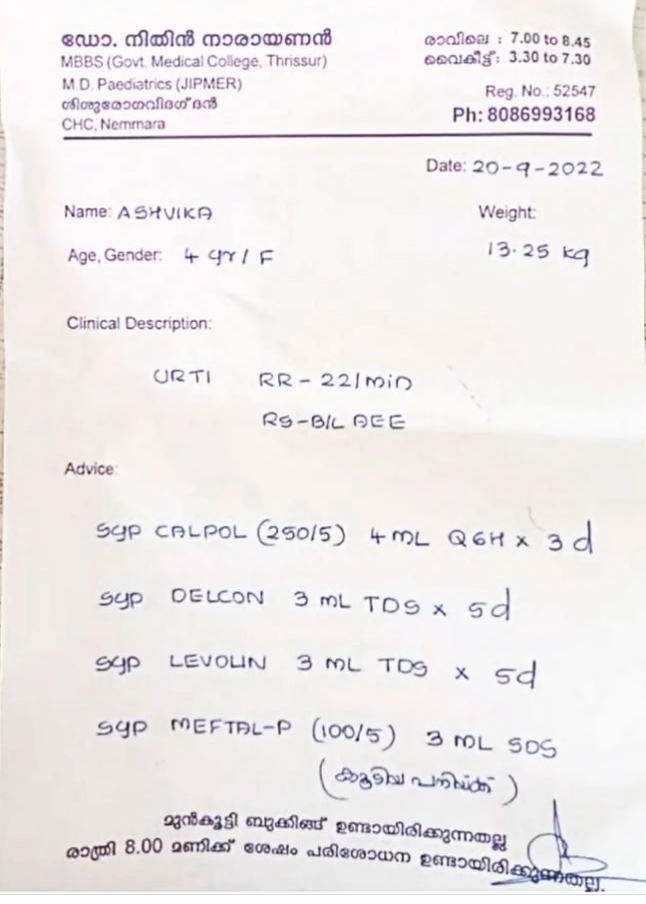 ഡോ. നിതിൻ നാരായണൻ
MBBS (Govt. Medical College, Thrissur)
M.D. Paediatrics (JIPMER)
ശിശുരോഗവിദഗ്ദൻ
CHC, Nemmara
രാവിലെ : 7.00 to 8.45
വൈകീട്ട്: 3.30 to 7.30
Reg. No.: 52547
Ph: 8086993168
Date: 20-9-2022
Name: ASHVIKA
Weight:
Age, Gender: 4 yr / F
13.25 kg
Clinical Description:
URTI RR - 22/min
RS - B/L AEE
Advice:
syp CALPOL (250/5) 4 mL Q6H x 3 d
syp DELCON 3 mL TDS x 5d
syp LEVOLIN 3 mL TDS x 5d
syp MEFTAL-P (100/5) 3 mL SOS
(കൂടിയ പനിയ്ക്ക്)
മുൻകൂട്ടി ബുക്കിങ്ങ് ഉണ്ടായിരിക്കുന്നതല്ല
രാത്രി 8.00 മണിക്ക് ശേഷം പരിശോധന ഉണ്ടായിരിക്കുന്നതല്ല.